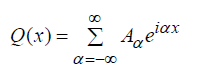 Q(x) = ∑_{α=-∞}^{∞} A_α e^{iαx}